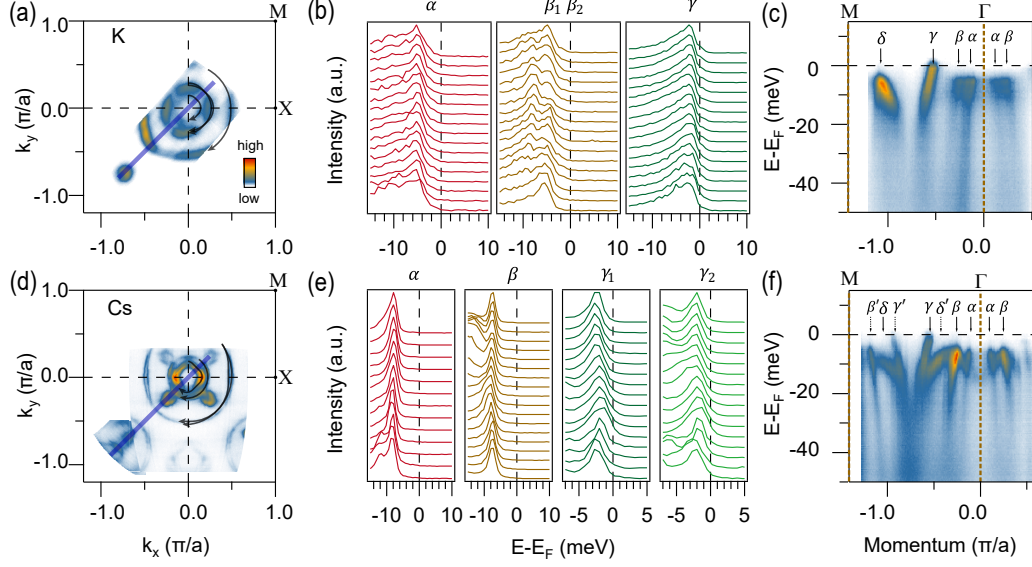 (a)
K
M
X
high
low
k_y (π/a)
1.0
0.0
-1.0
-1.0
0.0
1.0
(b)
α
β₁ β₂
γ
Intensity (a.u.)
-10
0
10
-10
0
10
-10
0
10
(c)
M
Γ
δ
γ
β
α
α
β
E-E_F (meV)
0
-20
-40
-1.0
0.0
(d)
Cs
M
X
k_y (π/a)
1.0
0.0
-1.0
-1.0
0.0
1.0
k_x (π/a)
(e)
α
β
γ₁
γ₂
Intensity (a.u.)
-10
0
10
-10
0
10
-5
0
5
-5
0
5
E-E_F (meV)
(f)
M
Γ
β'
δ
γ'
γ
δ'
β
α
α
β
E-E_F (meV)
0
-20
-40
-1.0
0.0
Momentum (π/a)